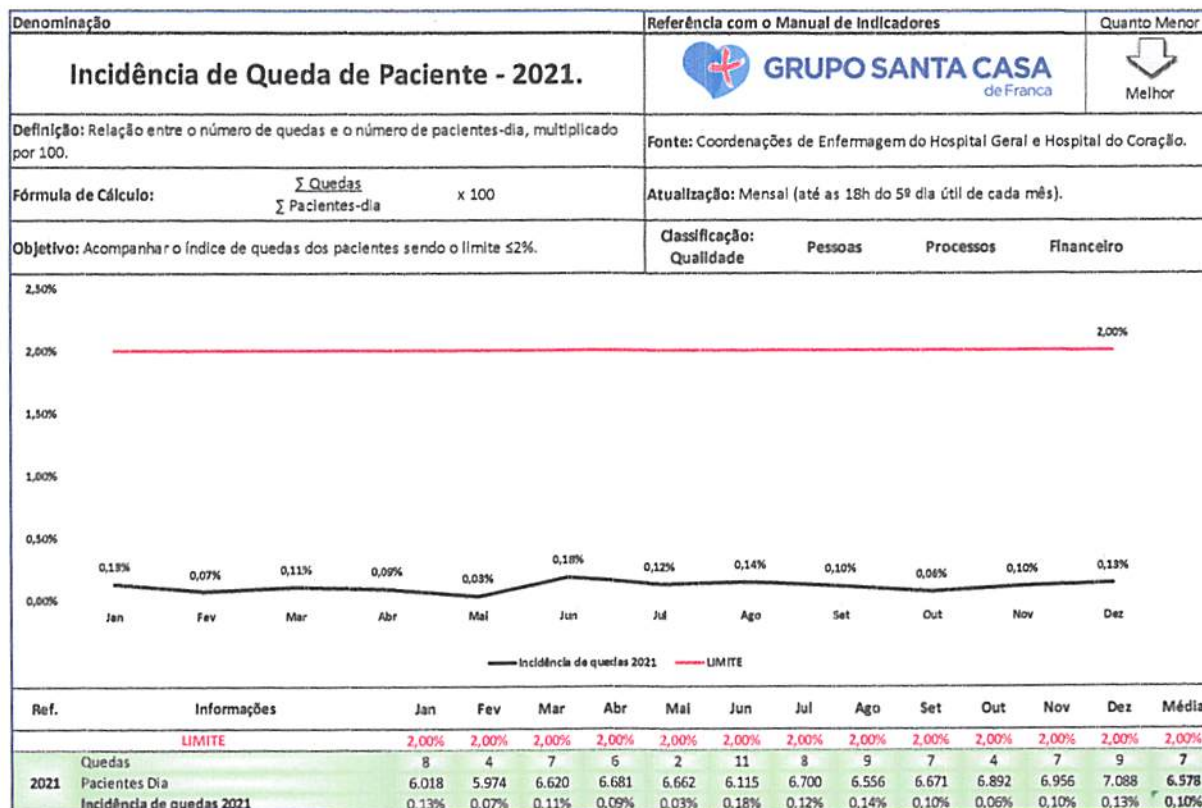 Denominação
Referência com o Manual de Indicadores
Quanto Menor
Incidência de Queda de Paciente - 2021.
GRUPO SANTA CASA
de Franca
Melhor
Definição: Relação entre o número de quedas e o número de pacientes-dia, multiplicado
por 100.
Fonte: Coordenações de Enfermagem do Hospital Geral e Hospital do Coração.
Fórmula de Cálculo: ∑ Quedas x 100
∑ Pacientes-dia
Atualização: Mensal (até as 18h do 5º dia útil de cada mês).
Objetivo: Acompanhar o índice de quedas dos pacientes sendo o limite ≤2%.
Classificação:
Qualidade Pessoas Processos Financeiro
2,50%
2,00%
2,00%
1,50%
1,00%
0,50%
0,13% 0,07% 0,11% 0,09% 0,03% 0,18% 0,12% 0,14% 0,10% 0,06% 0,10% 0,13%
0,00%
Jan Fev Mar Abr Mai Jun Jul Ago Set Out Nov Dez
Incidência de quedas 2021 LIMITE
Ref. Informações Jan Fev Mar Abr Mai Jun Jul Ago Set Out Nov Dez Média
LIMITE 2,00% 2,00% 2,00% 2,00% 2,00% 2,00% 2,00% 2,00% 2,00% 2,00% 2,00% 2,00% 2,00%
Quedas 8 4 7 6 2 11 8 9 7 4 7 9 7
2021 Pacientes Dia 6.018 5.974 6.620 6.681 6.662 6.115 6.700 6.556 6.671 6.892 6.956 7.088 6.578
Incidência de quedas 2021 0,13% 0,07% 0,11% 0,09% 0,03% 0,18% 0,12% 0,14% 0,10% 0,06% 0,10% 0,13%